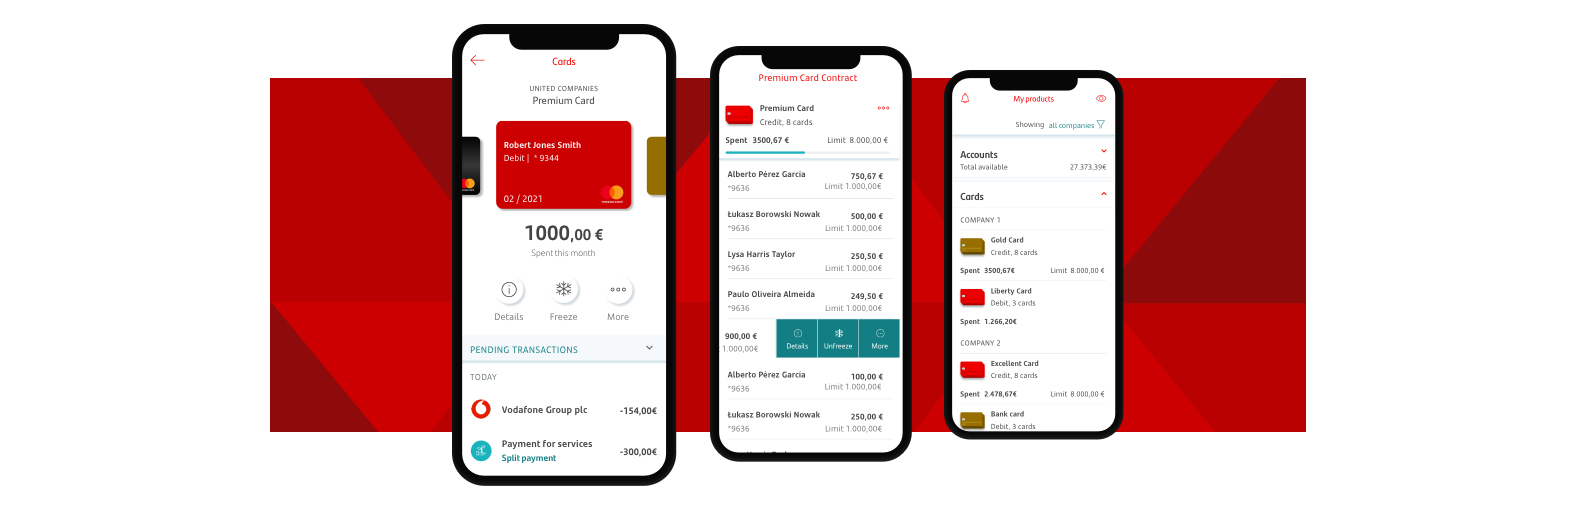 Cards
UNITED COMPANIES
Premium Card
Robert Jones Smith
Debit | * 9344
02 / 2021
1000,00 €
Spent this month
Details Freeze More
PENDING TRANSACTIONS
TODAY
Vodafone Group plc -154,00€
Payment for services -300,00€
Split payment
Premium Card Contract
Premium Card
Credit, 8 cards
Spent 3500,67 € Limit 8.000,00 €
Alberto Pérez García 750,67 €
*9636 Limit 1.000,00€
Łukasz Borowski Nowak 500,00 €
*9636 Limit 1.000,00€
Lysa Harris Taylor 250,50 €
*9636 Limit 1.000,00€
Paulo Oliveira Almeida 249,50 €
*9636 Limit 1.000,00€
900,00 €
1.000,00€ Details Unfreeze More
Alberto Pérez García 100,00 €
*9636 Limit 1.000,00€
Łukasz Borowski Nowak 250,00 €
*9636 Limit 1.000,00€
My products
Showing all companies
Accounts
Total available 27.373,39€
Cards
COMPANY 1
Gold Card
Credit, 8 cards
Spent 3500,67€ Limit 8.000,00 €
Liberty Card
Debit, 3 cards
Spent 1.266,20€
COMPANY 2
Excellent Card
Credit, 8 cards
Spent 2.478,67€ Limit 8.000,00 €
Bank card
Debit, 3 cards